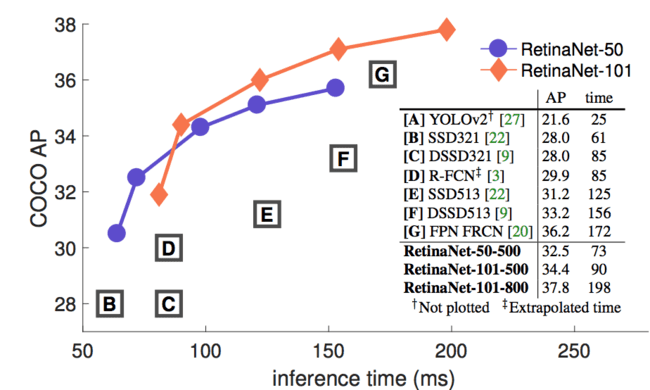 38
36
34
32
30
28
COCO AP
50
100
150
200
250
inference time (ms)
B
C
D
E
F
G
RetinaNet-50
RetinaNet-101
AP time
[A] YOLOv2† [27] 21.6 25
[B] SSD321 [22] 28.0 61
[C] DSSD321 [9] 28.0 85
[D] R-FCN‡ [3] 29.9 85
[E] SSD513 [22] 31.2 125
[F] DSSD513 [9] 33.2 156
[G] FPN FRCN [20] 36.2 172
RetinaNet-50-500 32.5 73
RetinaNet-101-500 34.4 90
RetinaNet-101-800 37.8 198
†Not plotted ‡Extrapolated time